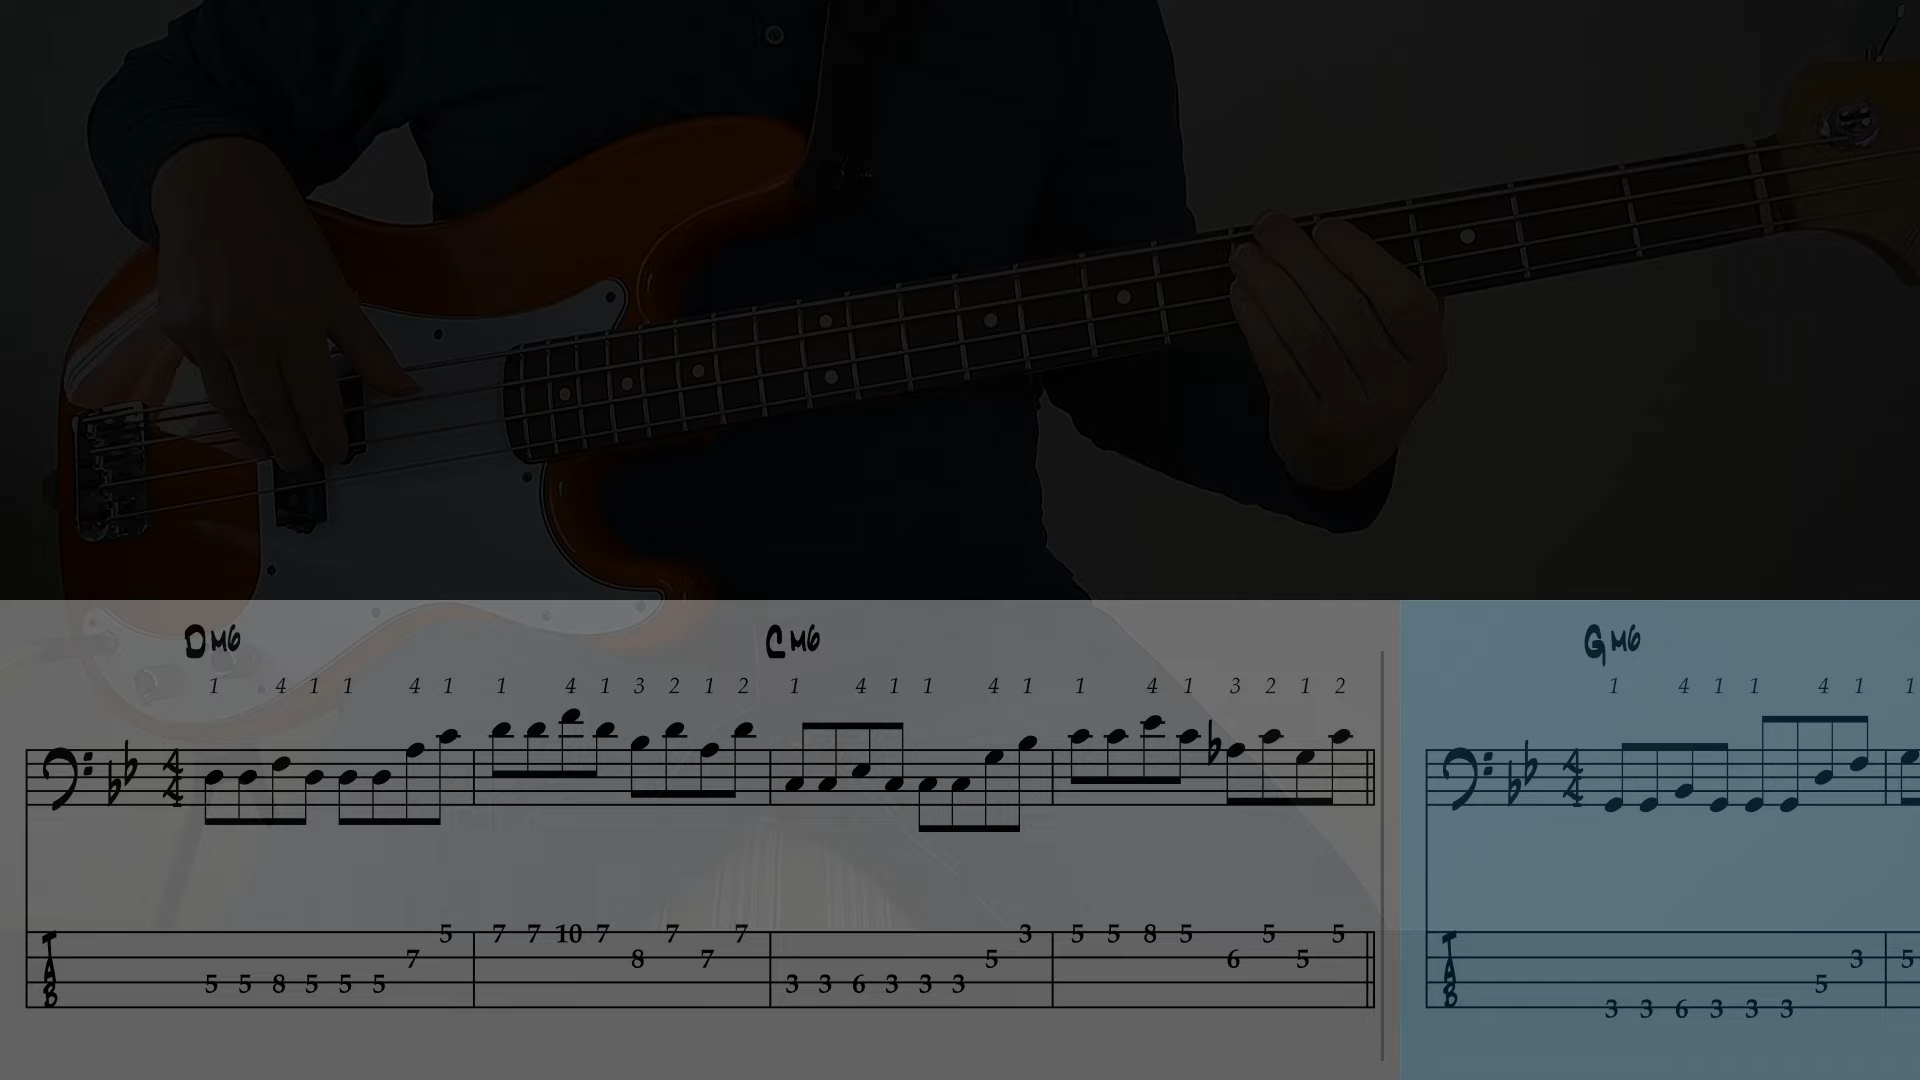 DM6 CM6 GM6
1 4 1 1 4 1 1 4 1 3 2 1 2 1 4 1 1 4 1 1 4 1 3 2 1 2 1 4 1 1 4 1 1
4 4 4 4
T 5 7 7 10 7 7 7 3 5 5 8 5 5 5 T
A 7 8 7 5 6 5 A 3 5
B 5 5 8 5 5 5 3 3 6 3 3 3 B 5
3 3 6 3 3 3